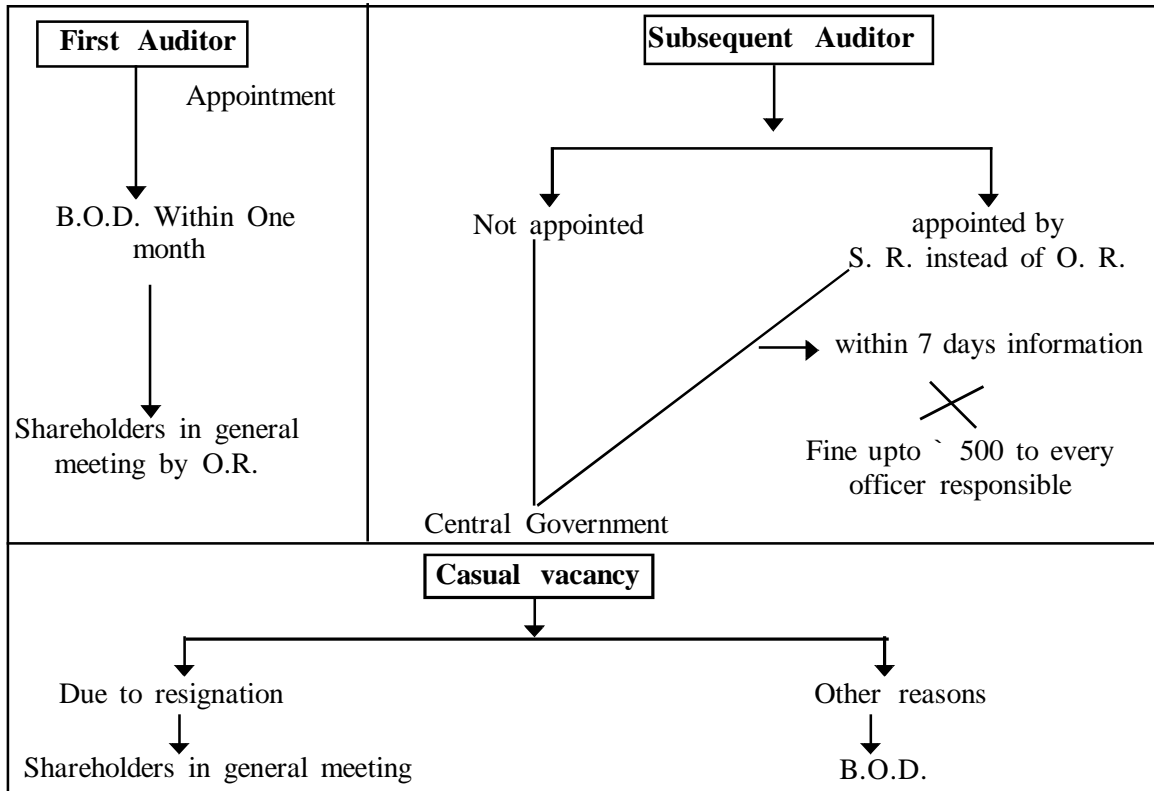 First Auditor
Appointment
B.O.D. Within One
month
Shareholders in general
meeting by O.R.
Subsequent Auditor
Not appointed
appointed by
S. R. instead of O. R.
within 7 days information
Fine upto ` 500 to every
officer responsible
Central Government
Casual vacancy
Due to resignation
Other reasons
Shareholders in general meeting
B.O.D.